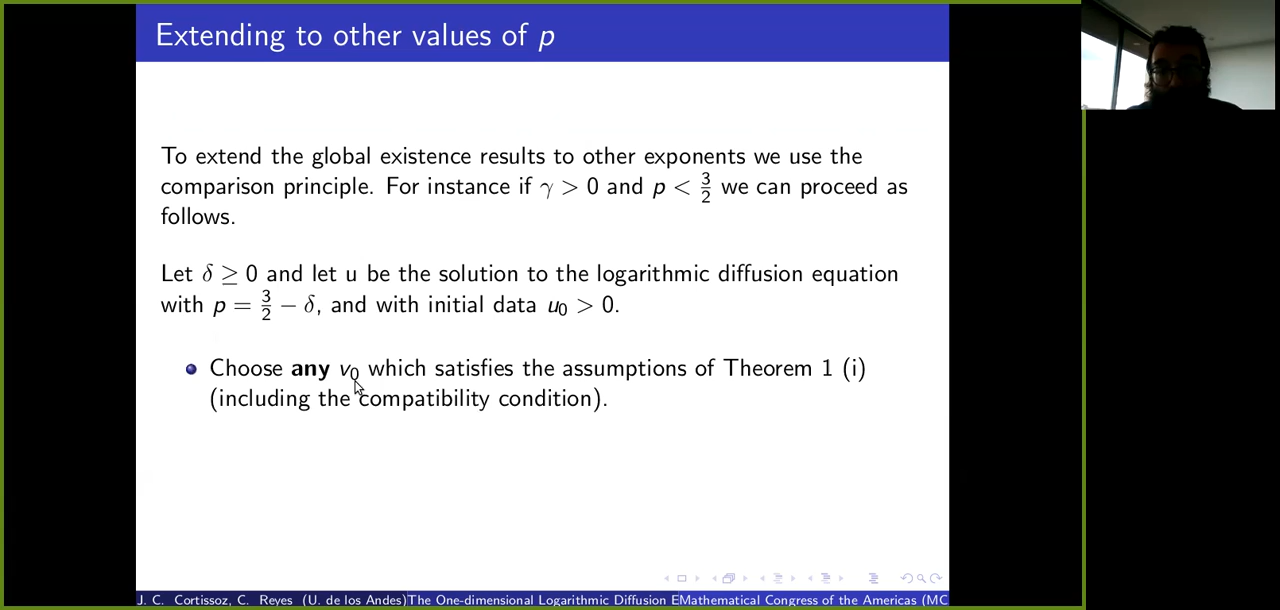 Extending to other values of p
To extend the global existence results to other exponents we use the
comparison principle. For instance if γ > 0 and p < 3/2 we can proceed as
follows.
Let δ ≥ 0 and let u be the solution to the logarithmic diffusion equation
with p = 3/2 − δ, and with initial data u₀ > 0.
Choose any v₀ which satisfies the assumptions of Theorem 1 (i)
(including the compatibility condition).
J. C. Cortissoz, C. Reyes (U. de los Andes)The One-dimensional Logarithmic Diffusion EMathematical Congress of the Americas (MC